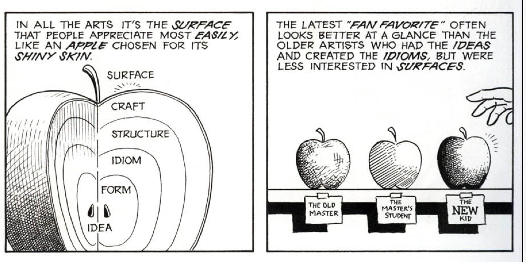 IN ALL THE ARTS IT'S THE SURFACE
THAT PEOPLE APPRECIATE MOST EASILY,
LIKE AN APPLE CHOSEN FOR ITS
SHINY SKIN.
SURFACE
CRAFT
STRUCTURE
IDIOM
FORM
IDEA
THE LATEST "FAN FAVORITE" OFTEN
LOOKS BETTER AT A GLANCE THAN THE
OLDER ARTISTS WHO HAD THE IDEAS
AND CREATED THE IDIOMS, BUT WERE
LESS INTERESTED IN SURFACES.
THE OLD
MASTER
THE
MASTER'S
STUDENT
THE
NEW
KID